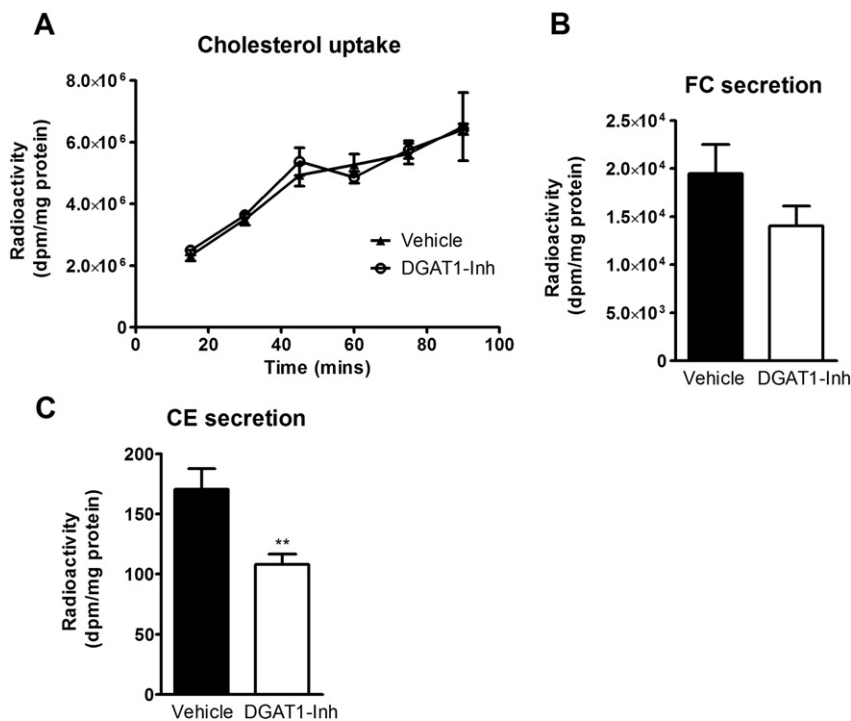 A
Cholesterol uptake
Radioactivity
(dpm/mg protein)
8.0×10⁶
6.0×10⁶
4.0×10⁶
2.0×10⁶
0
0 20 40 60 80 100
Time (mins)
Vehicle
DGAT1-Inh
B
FC secretion
Radioactivity
(dpm/mg protein)
2.5×10⁴
2.0×10⁴
1.5×10⁴
1.0×10⁴
5.0×10³
0
Vehicle DGAT1-Inh
C
CE secretion
Radioactivity
(dpm/mg protein)
200
150
100
50
0
**
Vehicle DGAT1-Inh